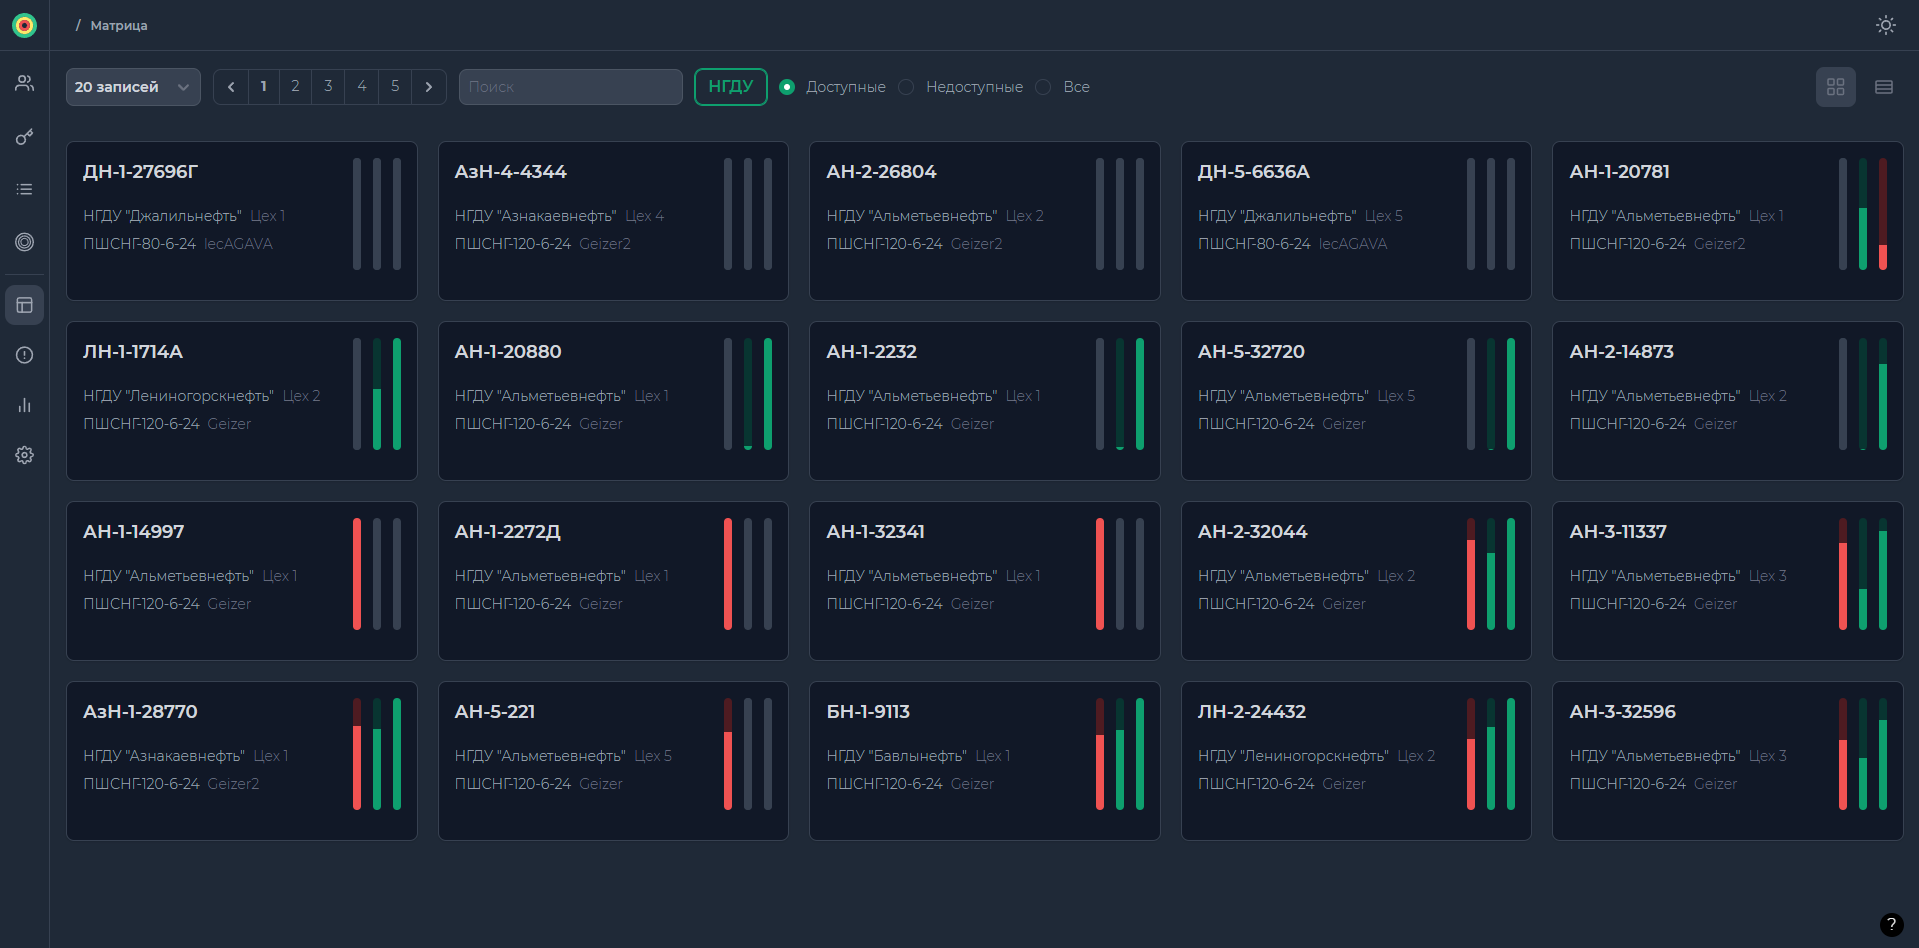 / Матрица
20 записей
1 2 3 4 5
Поиск
НГДУ
Доступные
Недоступные
Все
ДН-1-27696Г
НГДУ "Джалильнефть" Цех 1
ПШСНГ-80-6-24 IecAGAVA
АзН-4-4344
НГДУ "Азнакаевнефть" Цех 4
ПШСНГ-120-6-24 Geizer2
АН-2-26804
НГДУ "Альметьевнефть" Цех 2
ПШСНГ-120-6-24 Geizer2
ДН-5-6636А
НГДУ "Джалильнефть" Цех 5
ПШСНГ-80-6-24 IecAGAVA
АН-1-20781
НГДУ "Альметьевнефть" Цех 1
ПШСНГ-120-6-24 Geizer2
ЛН-1-1714А
НГДУ "Лениногорскнефть" Цех 2
ПШСНГ-120-6-24 Geizer
АН-1-20880
НГДУ "Альметьевнефть" Цех 1
ПШСНГ-120-6-24 Geizer
АН-1-2232
НГДУ "Альметьевнефть" Цех 1
ПШСНГ-120-6-24 Geizer
АН-5-32720
НГДУ "Альметьевнефть" Цех 5
ПШСНГ-120-6-24 Geizer
АН-2-14873
НГДУ "Альметьевнефть" Цех 2
ПШСНГ-120-6-24 Geizer
АН-1-14997
НГДУ "Альметьевнефть" Цех 1
ПШСНГ-120-6-24 Geizer
АН-1-2272Д
НГДУ "Альметьевнефть" Цех 1
ПШСНГ-120-6-24 Geizer
АН-1-32341
НГДУ "Альметьевнефть" Цех 1
ПШСНГ-120-6-24 Geizer
АН-2-32044
НГДУ "Альметьевнефть" Цех 2
ПШСНГ-120-6-24 Geizer
АН-3-11337
НГДУ "Альметьевнефть" Цех 3
ПШСНГ-120-6-24 Geizer
АзН-1-28770
НГДУ "Азнакаевнефть" Цех 1
ПШСНГ-120-6-24 Geizer2
АН-5-221
НГДУ "Альметьевнефть" Цех 5
ПШСНГ-120-6-24 Geizer
БН-1-9113
НГДУ "Бавлынефть" Цех 1
ПШСНГ-120-6-24 Geizer
ЛН-2-24432
НГДУ "Лениногорскнефть" Цех 2
ПШСНГ-120-6-24 Geizer
АН-3-32596
НГДУ "Альметьевнефть" Цех 3
ПШСНГ-120-6-24 Geizer
?